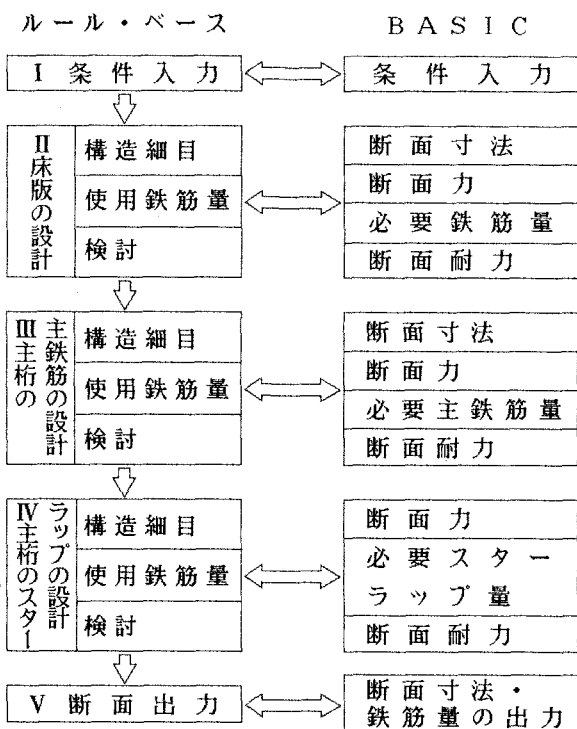 ルール・ベース
BASIC
I 条件入力
条件入力
II床版の設計
構造細目
使用鉄筋量
検討
断面寸法
断面力
必要鉄筋量
断面耐力
III主桁の
主鉄筋の設計
構造細目
使用鉄筋量
検討
断面寸法
断面力
必要主鉄筋量
断面耐力
IV主桁のスター
ラップの設計
構造細目
使用鉄筋量
検討
断面力
必要スター
ラップ量
断面耐力
V 断面出力
断面寸法・
鉄筋量の出力